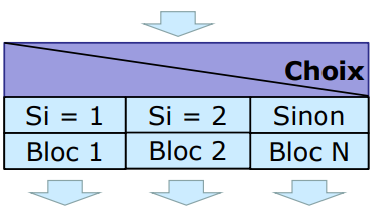 Choix
Si = 1 Si = 2 Sinon
Bloc 1 Bloc 2 Bloc N